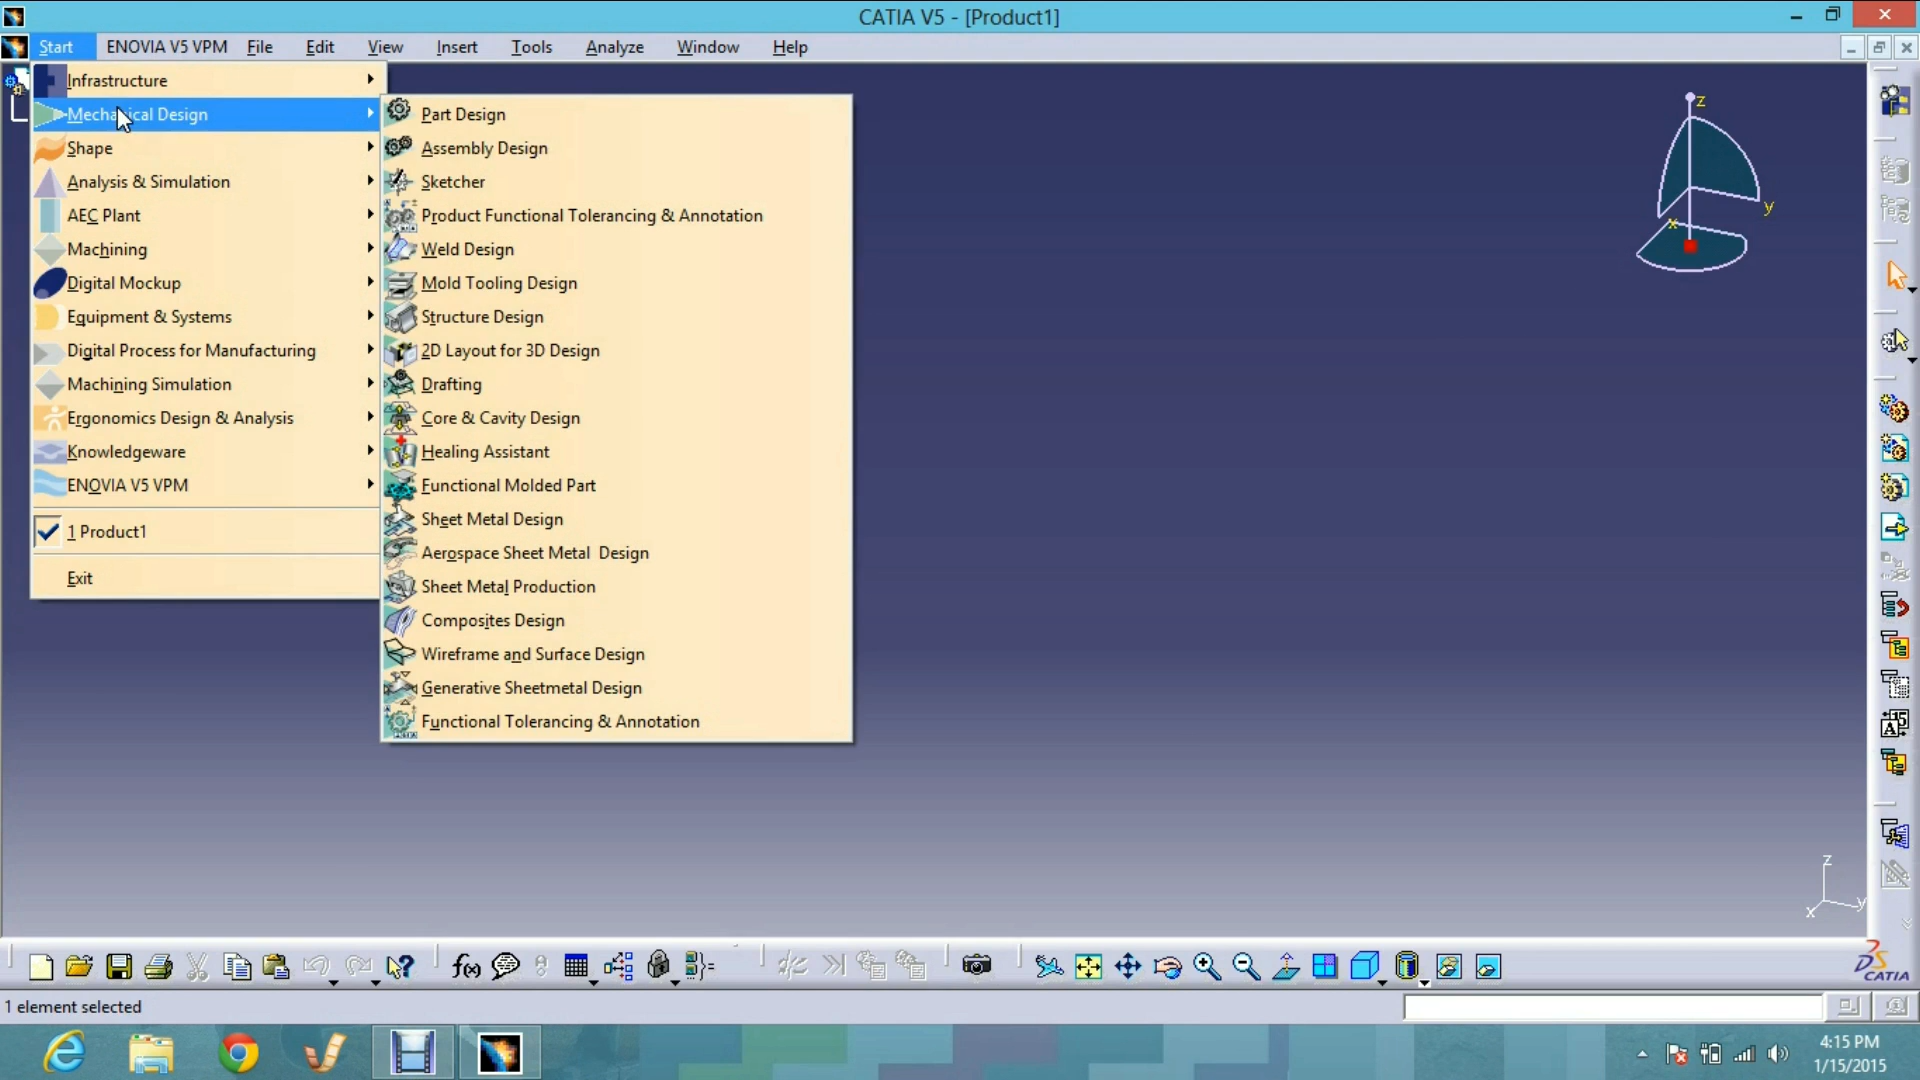 CATIA V5 - [Product1]
Start ENOVIA V5 VPM File Edit View Insert Tools Analyze Window Help
Infrastructure
Mechanical Design
Shape
Analysis & Simulation
AEC Plant
Machining
Digital Mockup
Equipment & Systems
Digital Process for Manufacturing
Machining Simulation
Ergonomics Design & Analysis
Knowledgeware
ENOVIA V5 VPM
1 Product1
Exit
Part Design
Assembly Design
Sketcher
Product Functional Tolerancing & Annotation
Weld Design
Mold Tooling Design
Structure Design
2D Layout for 3D Design
Drafting
Core & Cavity Design
Healing Assistant
Functional Molded Part
Sheet Metal Design
Aerospace Sheet Metal Design
Sheet Metal Production
Composites Design
Wireframe and Surface Design
Generative Sheetmetal Design
Functional Tolerancing & Annotation
z
y
x
z
x y
f(x)
DS
CATIA
1 element selected
4:15 PM
1/15/2015